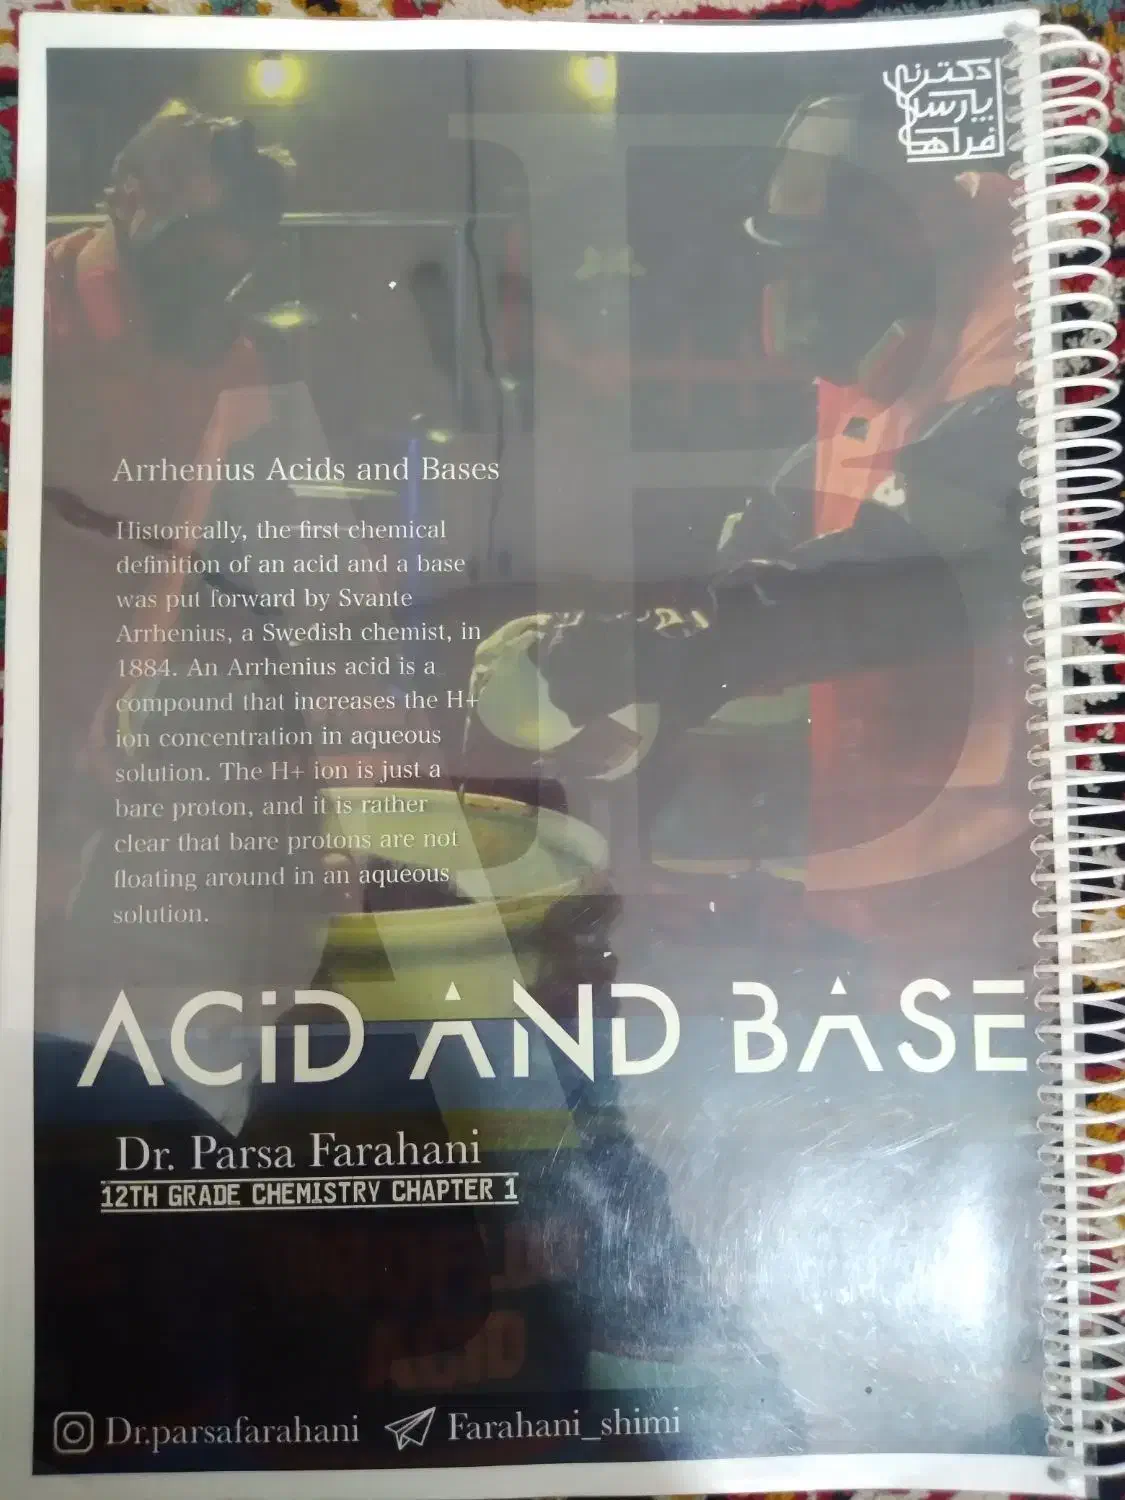 دکتر
پارسا
فراهانی
Arrhenius Acids and Bases
Historically, the first chemical
definition of an acid and a base
was put forward by Svante
Arrhenius, a Swedish chemist, in
1884. An Arrhenius acid is a
compound that increases the H+
ion concentration in aqueous
solution. The H+ ion is just a
bare proton, and it is rather
clear that bare protons are not
floating around in an aqueous
solution.
ACiD AND BASE
Dr. Parsa Farahani
12TH GRADE CHEMISTRY CHAPTER 1
ACID
Dr.parsafarahani
Farahani_shimi